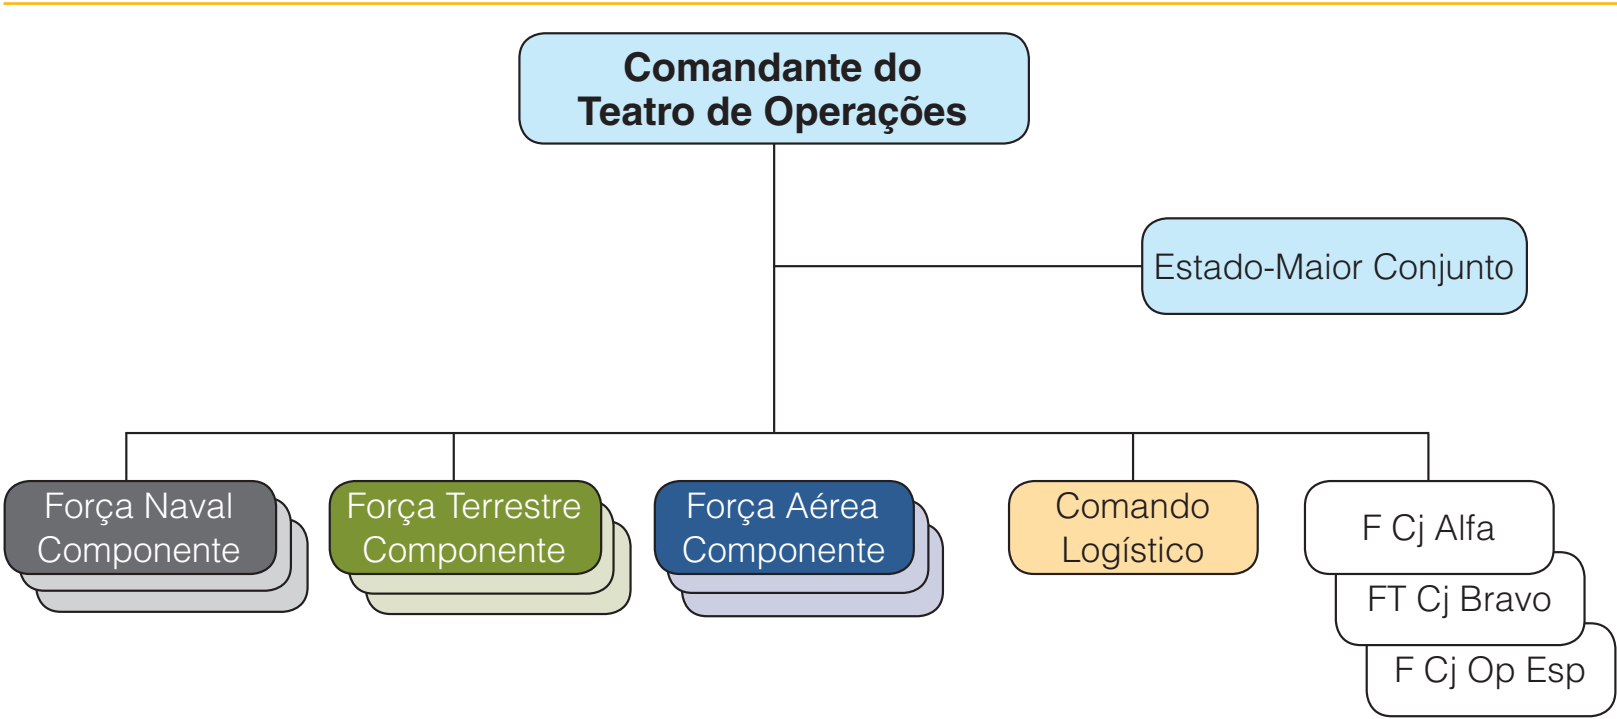 Comandante do
Teatro de Operações
Estado-Maior Conjunto
Força Naval
Componente
Força Terrestre
Componente
Força Aérea
Componente
Comando
Logístico
F Cj Alfa
FT Cj Bravo
F Cj Op Esp